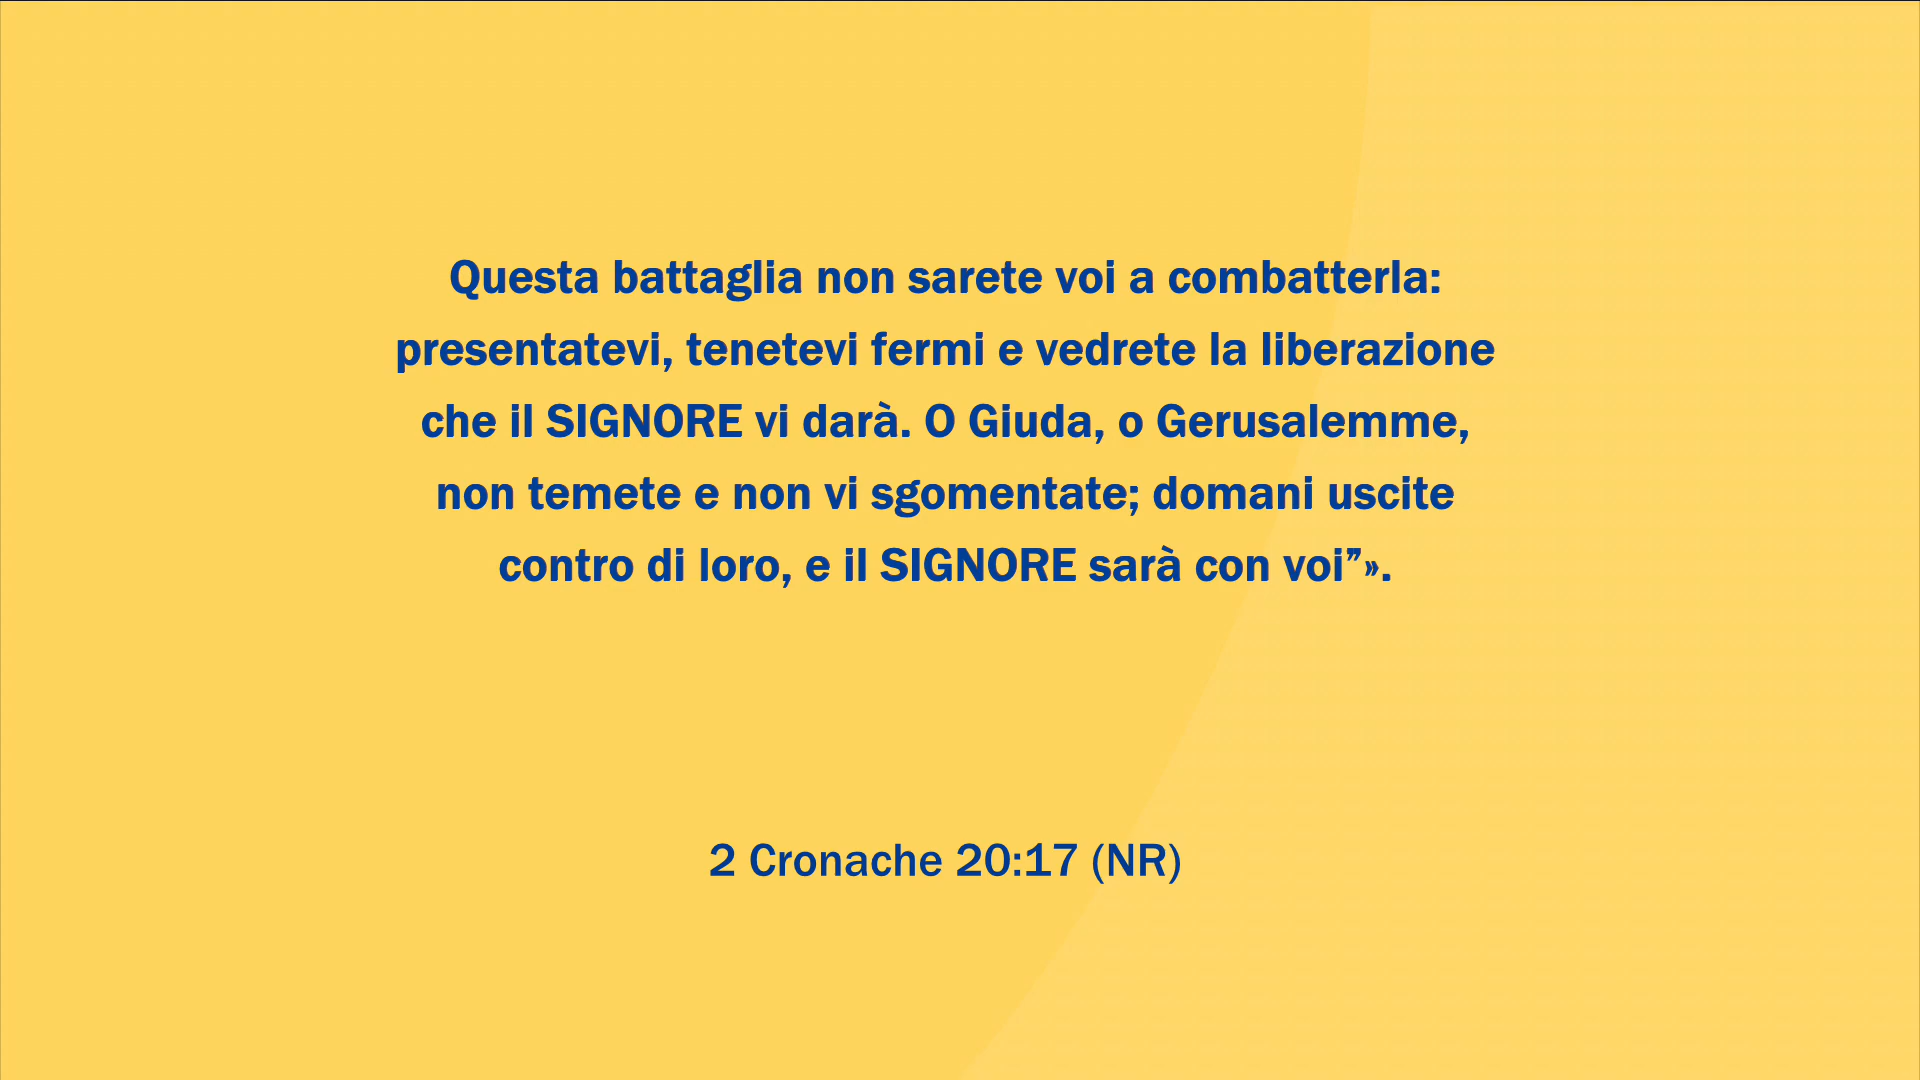 Questa battaglia non sarete voi a combatterla:
presentatevi, tenetevi fermi e vedrete la liberazione
che il SIGNORE vi darà. O Giuda, o Gerusalemme,
non temete e non vi sgomentate; domani uscite
contro di loro, e il SIGNORE sarà con voi”».
2 Cronache 20:17 (NR)